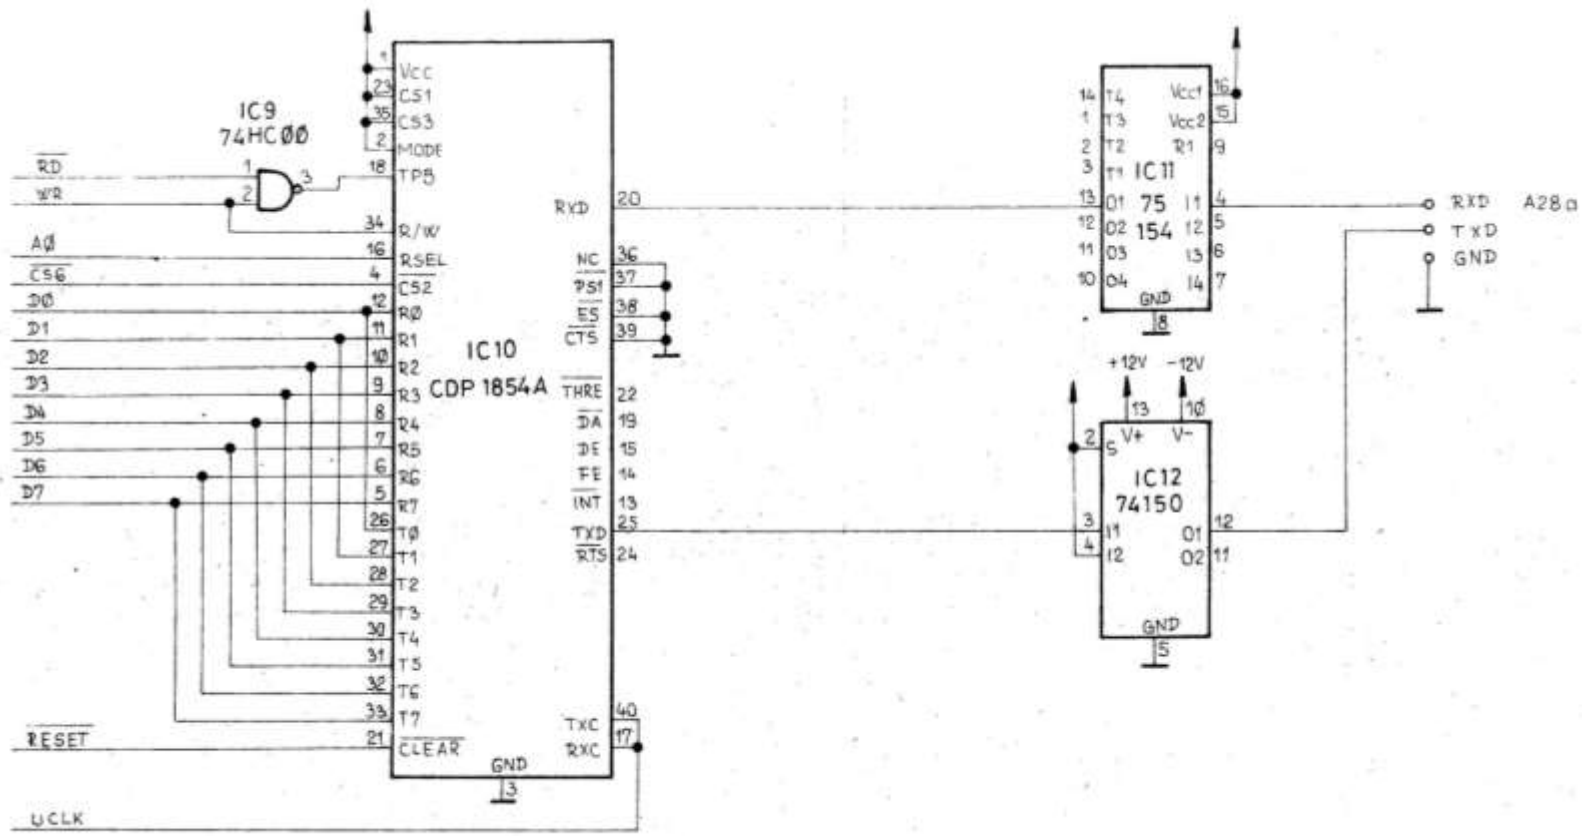 IC9
74HC00
RD
WR
A0
CS6
D0
D1
D2
D3
D4
D5
D6
D7
RESET
UCLK
1
2
3
1 Vcc
23 CS1
35 CS3
2 MODE
18 TPB
34 R/W
16 RSEL
4 CS2
12 R0
11 R1
10 R2
9 R3
8 R4
7 R5
6 R6
5 R7
26 T0
27 T1
28 T2
29 T3
30 T4
31 T5
32 T6
33 T7
21 CLEAR
GND
3
IC10
CDP 1854A
RXD 20
NC 36
PSI 37
ES 38
CTS 39
THRE 22
DA 19
DE 15
FE 14
INT 13
TXD 25
RTS 24
TXC 40
RXC 17
14 T4
1 T3
2 T2
3 T1
13 O1
12 O2
11 O3
10 O4
IC11
75
154
Vcc1 16
Vcc2 15
R1 9
I1 4
I2 5
I3 6
I4 7
GND
8
RXD A28a
TXD
GND
+12V -12V
13 10
V+ V-
2 S
IC12
74150
3 I1
4 I2
O1 12
O2 11
GND
5